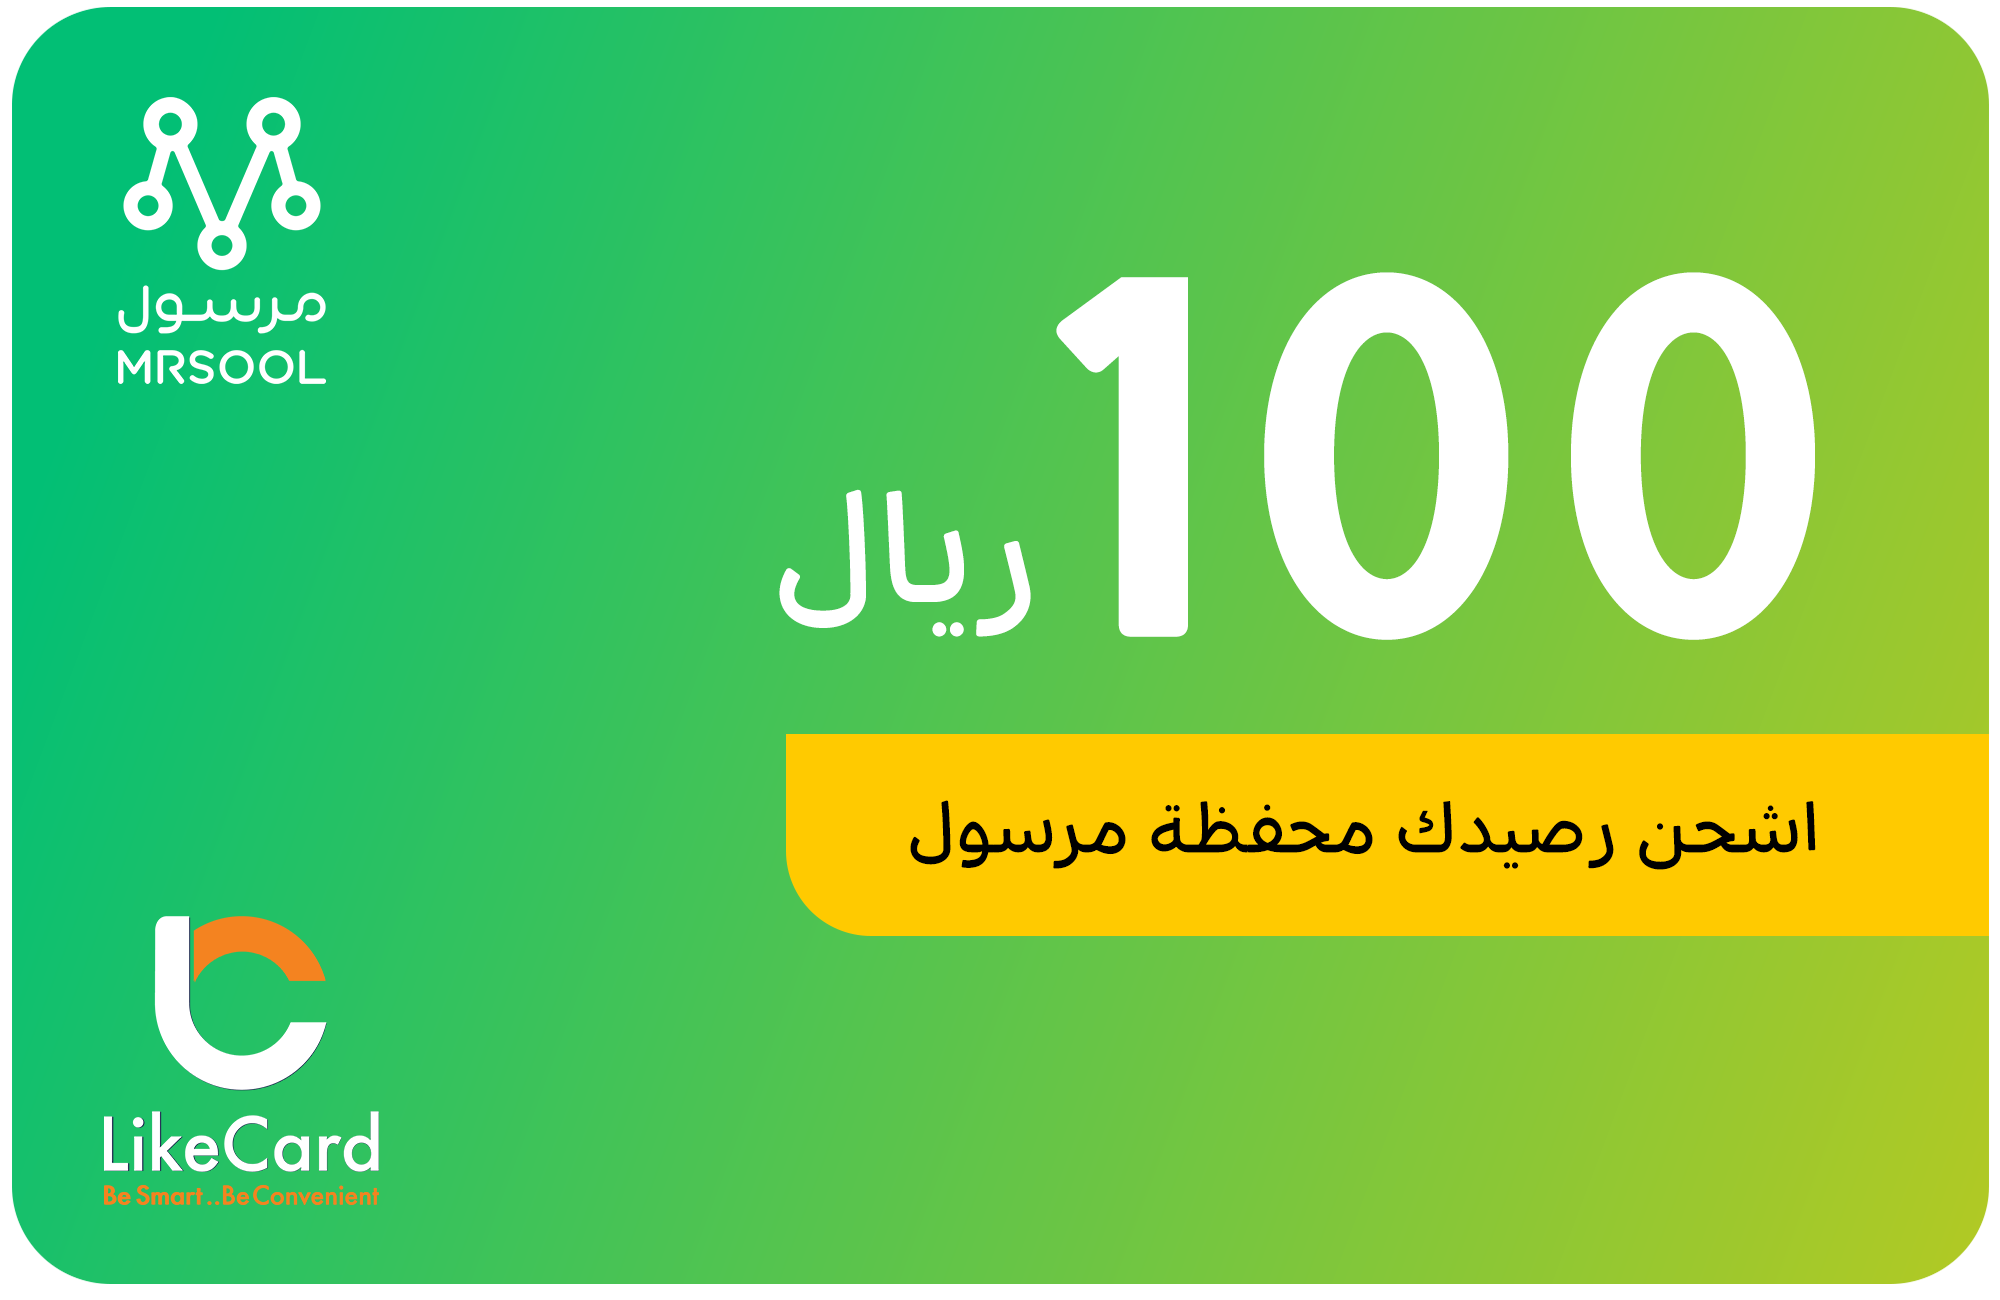 مرسول
MRSOOL
100 ريال
اشحن رصيدك محفظة مرسول
LikeCard
Be Smart..Be Convenient